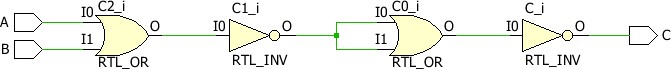 C2_i
C1_i
C0_i
C_i
A
I0
O
I0
O
I0
O
I0
O
C
B
I1
I1
RTL_OR
RTL_INV
RTL_OR
RTL_INV